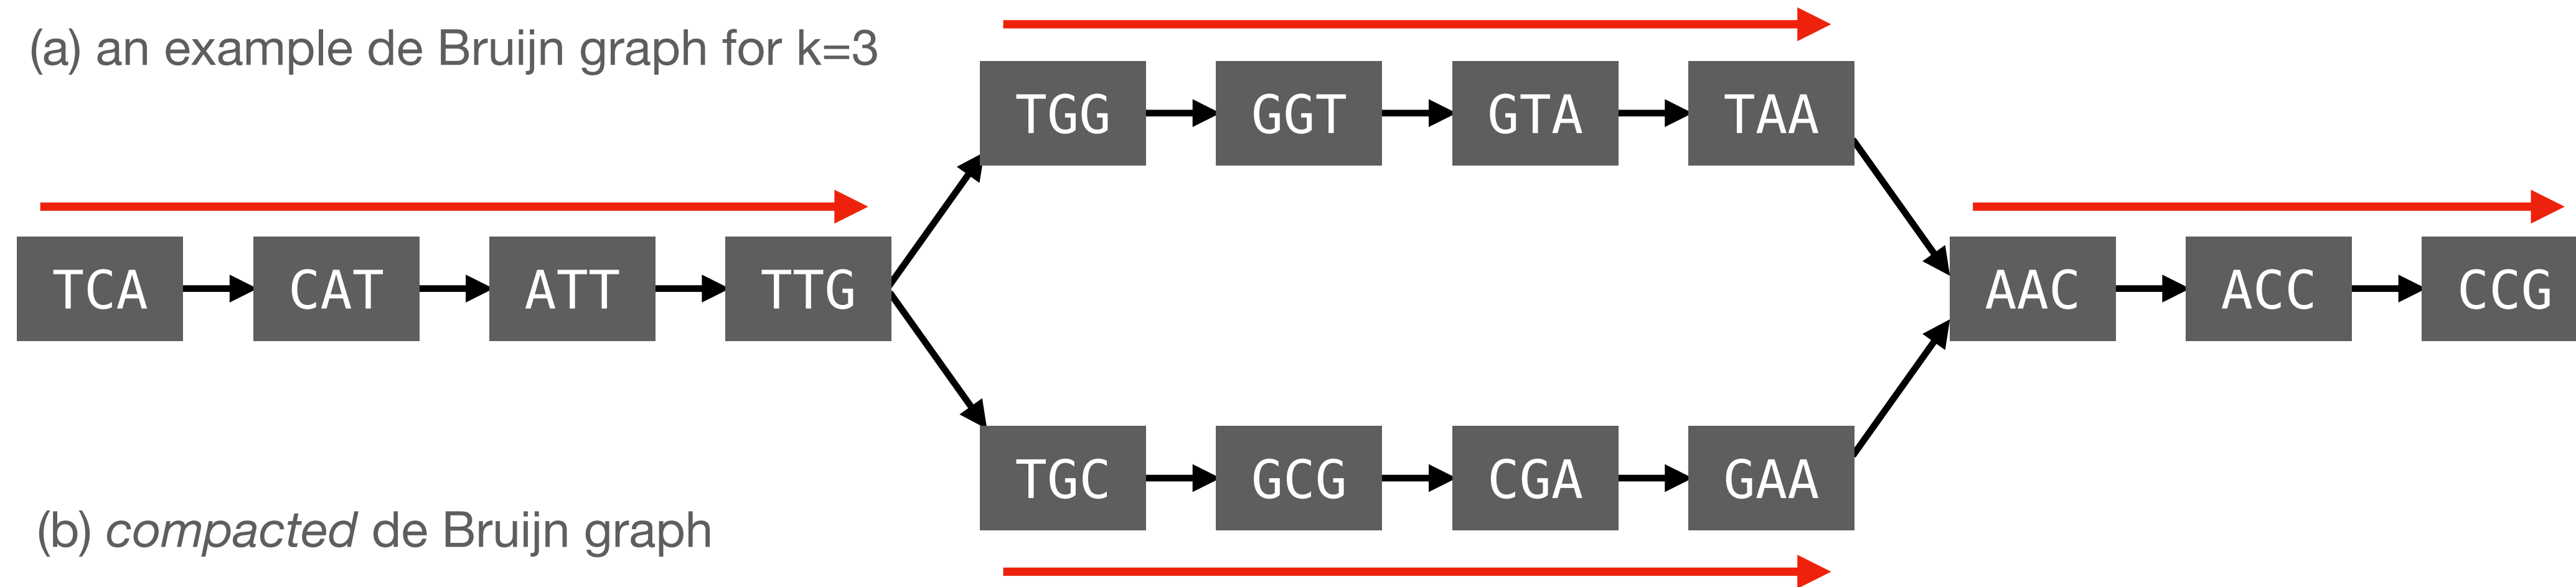 (a) an example de Bruijn graph for k=3
TGG GGT GTA TAA
TCA CAT ATT TTG AAC ACC CCG
TGC GCG CGA GAA
(b) compacted de Bruijn graph